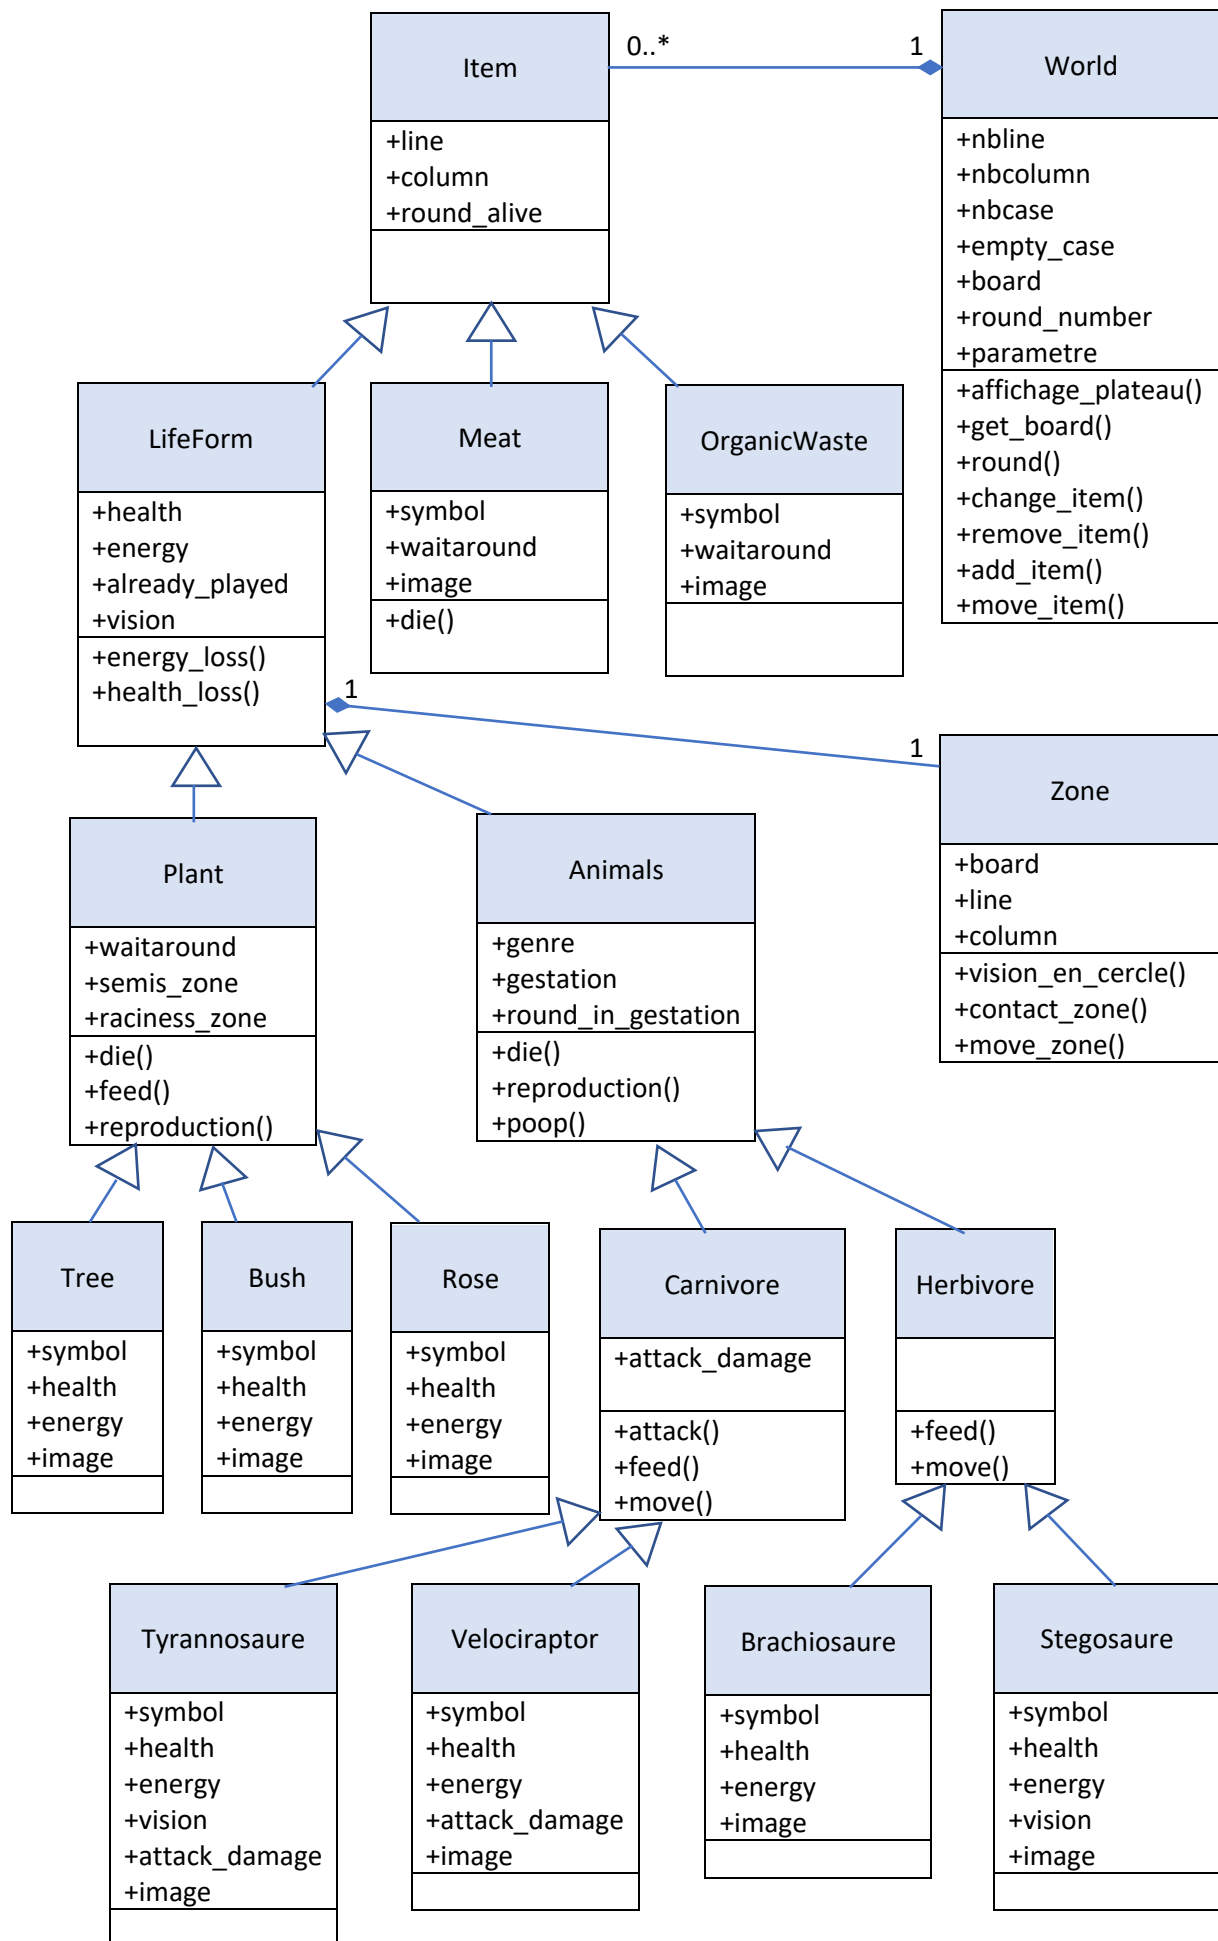 Item
+line
+column
+round_alive
0..*
1
World
+nbline
+nbcolumn
+nbcase
+empty_case
+board
+round_number
+parametre
+affichage_plateau()
+get_board()
+round()
+change_item()
+remove_item()
+add_item()
+move_item()
LifeForm
+health
+energy
+already_played
+vision
+energy_loss()
+health_loss()
Meat
+symbol
+waitaround
+image
+die()
OrganicWaste
+symbol
+waitaround
+image
1
1
Zone
+board
+line
+column
+vision_en_cercle()
+contact_zone()
+move_zone()
Plant
+waitaround
+semis_zone
+raciness_zone
+die()
+feed()
+reproduction()
Animals
+genre
+gestation
+round_in_gestation
+die()
+reproduction()
+poop()
Tree
+symbol
+health
+energy
+image
Bush
+symbol
+health
+energy
+image
Rose
+symbol
+health
+energy
+image
Carnivore
+attack_damage
+attack()
+feed()
+move()
Herbivore
+feed()
+move()
Tyrannosaure
+symbol
+health
+energy
+vision
+attack_damage
+image
Velociraptor
+symbol
+health
+energy
+attack_damage
+image
Brachiosaure
+symbol
+health
+energy
+image
Stegosaure
+symbol
+health
+energy
+vision
+image